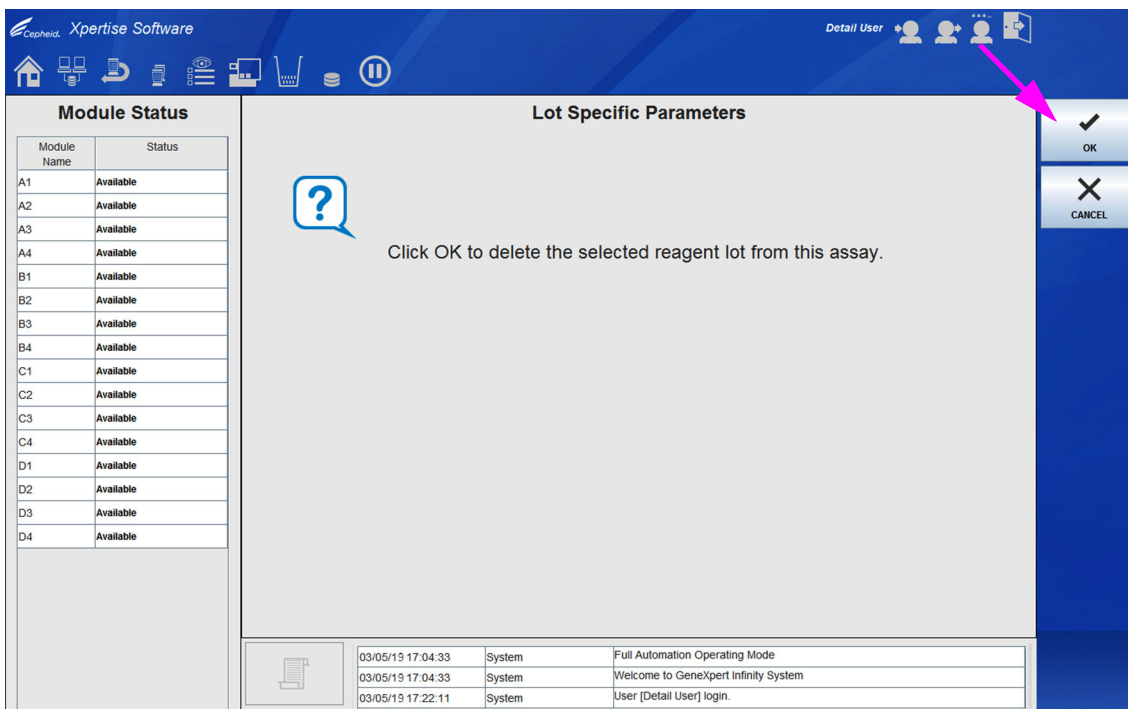 Cepheid. Xpertise Software
Detail User
Module Status
Module Name Status
A1 Available
A2 Available
A3 Available
A4 Available
B1 Available
B2 Available
B3 Available
B4 Available
C1 Available
C2 Available
C3 Available
C4 Available
D1 Available
D2 Available
D3 Available
D4 Available
Lot Specific Parameters
?
Click OK to delete the selected reagent lot from this assay.
OK
CANCEL
03/05/19 17:04:33 System Full Automation Operating Mode
03/05/19 17:04:33 System Welcome to GeneXpert Infinity System
03/05/19 17:22:11 System User [Detail User] login.